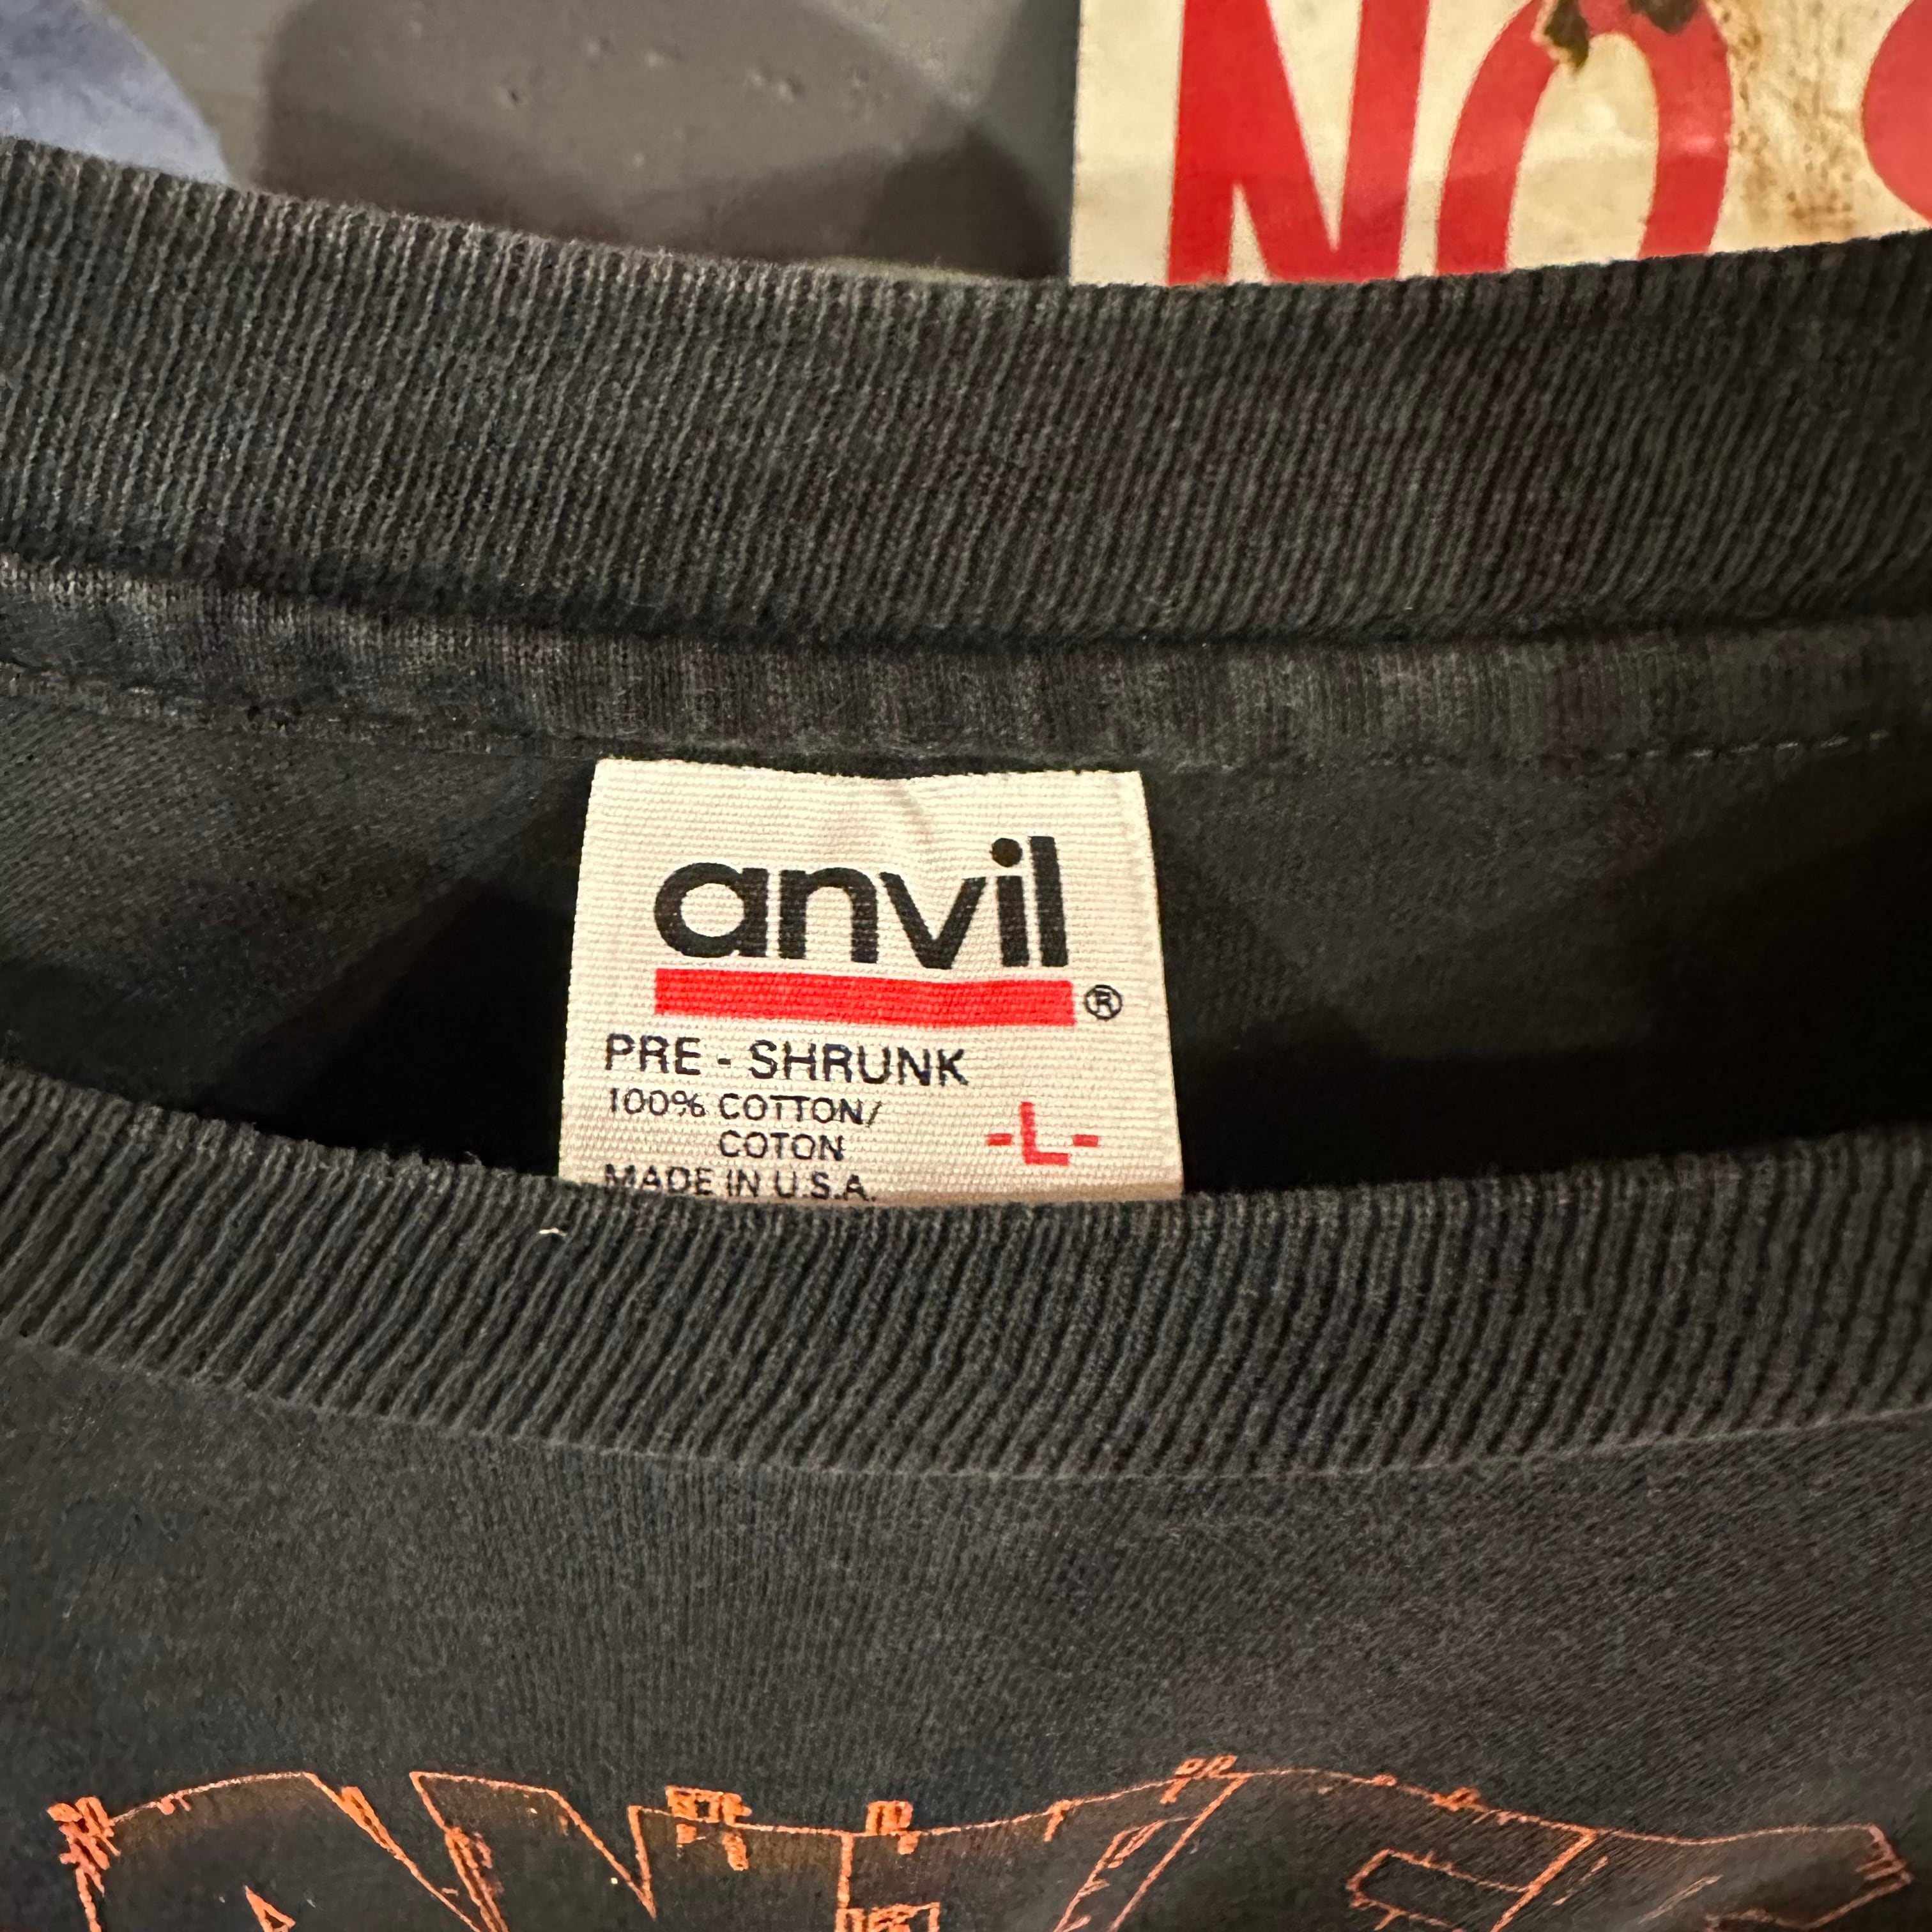 NO
anvil
®
PRE - SHRUNK
100% COTTON/
COTON
-L-
MADE IN U.S.A.